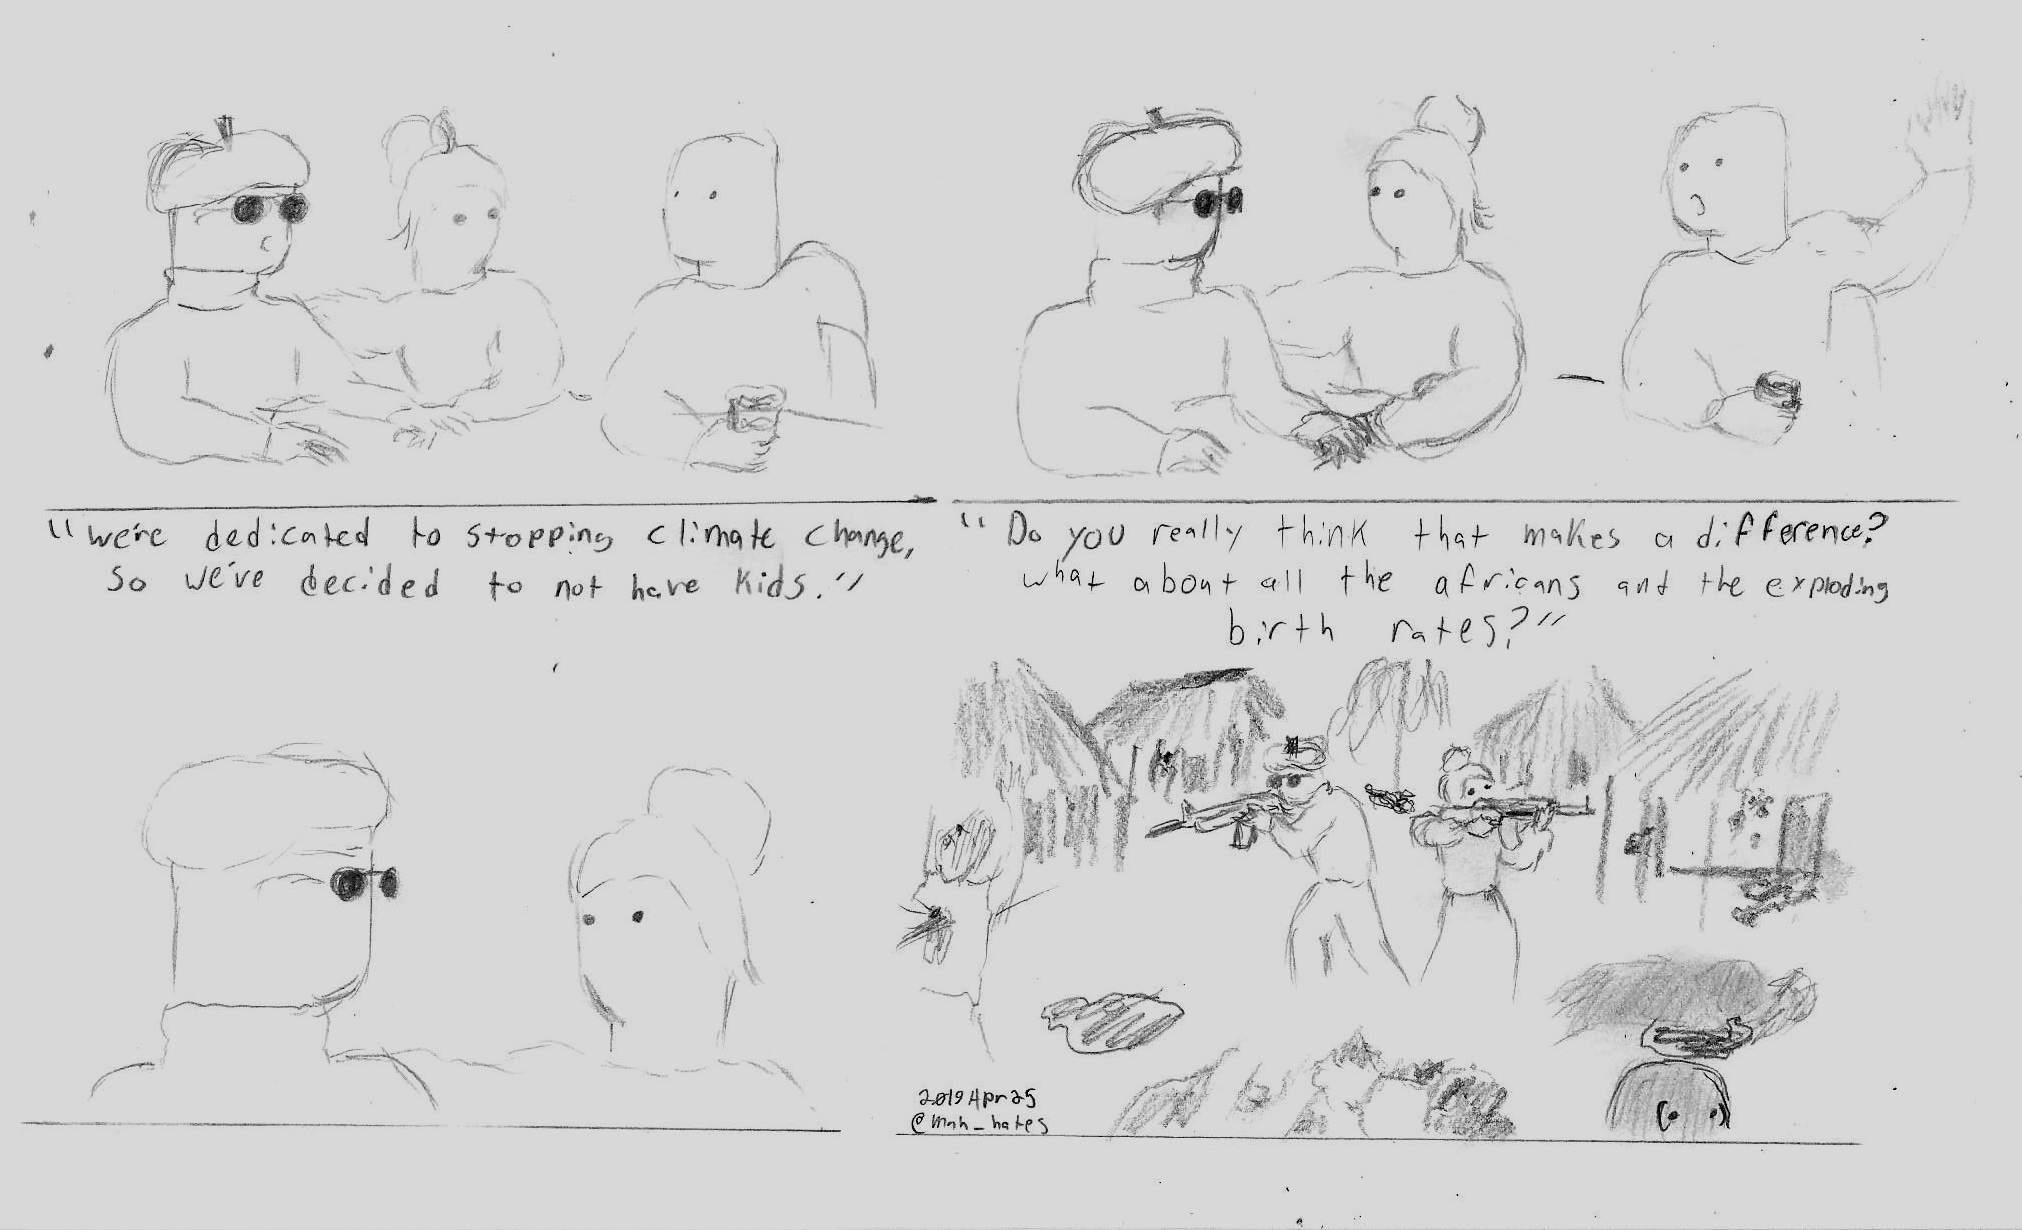 "we're dedicated to stopping climate change,
so we've decided to not have kids."
"Do you really think that makes a difference?
what about all the africans and the exploding
birth rates?"
2019 Apr 25
@mnh_hates